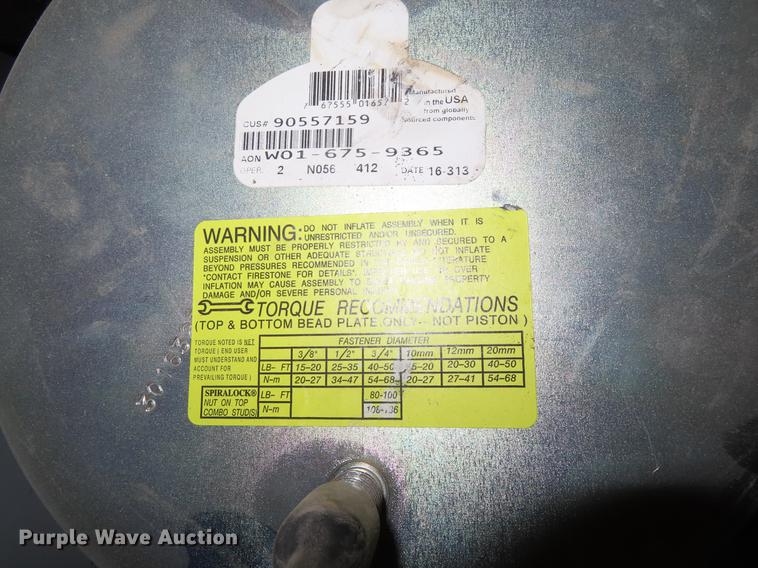 Manufactured
in the USA
from globally
sourced components
67555 0165 2
CUS# 90557159
AON W01-675-9365
OPER. 2 N056 412 DATE 16-313
WARNING: DO NOT INFLATE ASSEMBLY WHEN IT IS
UNRESTRICTED AND/OR UNSECURED.
ASSEMBLY MUST BE PROPERLY RESTRICTED BY AND SECURED TO A
SUSPENSION OR OTHER ADEQUATE DO NOT INFLATE
BEYOND PRESSURES RECOMMENDED IN LITERATURE
"CONTACT FIRESTONE FOR DETAILS". OVER
INFLATION MAY CAUSE ASSEMBLY TO PROPERTY
DAMAGE AND/OR SEVERE PERSONAL
TORQUE RECOMMENDATIONS
(TOP & BOTTOM BEAD PLATE ONLY-- NOT PISTON )
TORQUE NOTED IS NET
TORQUE ( END USER
MUST UNDERSTAND AND
ACCOUNT FOR
PREVAILING TORQUE )
FASTENER DIAMETER
3/8" 1/2" 3/4" 10mm 12mm 20mm
LB- FT 15-20 25-35 40-50 15-20 20-30 40-50
N-m 20-27 34-47 54-68 20-27 27-41 54-68
SPIRALOCK®
NUT ON TOP
COMBO STUD(S)
LB- FT 80-100
N-m 108-136
Purple Wave Auction